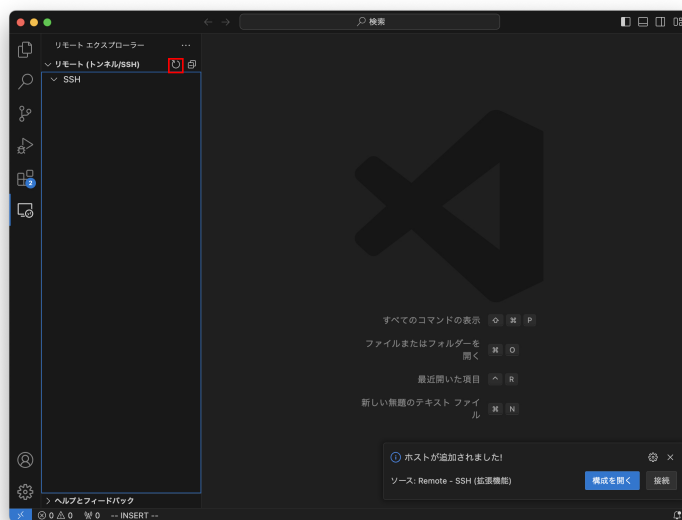 検索
リモート エクスプローラー
リモート (トンネル/SSH)
SSH
2
すべてのコマンドの表示 ⇧ ⌘ P
ファイルまたはフォルダーを
開く ⌘ O
最近開いた項目 ^ R
新しい無題のテキスト ファイ
ル ⌘ N
ホストが追加されました!
ソース: Remote - SSH (拡張機能)
構成を開く
接続
ヘルプとフィードバック
0 0 0 -- INSERT --